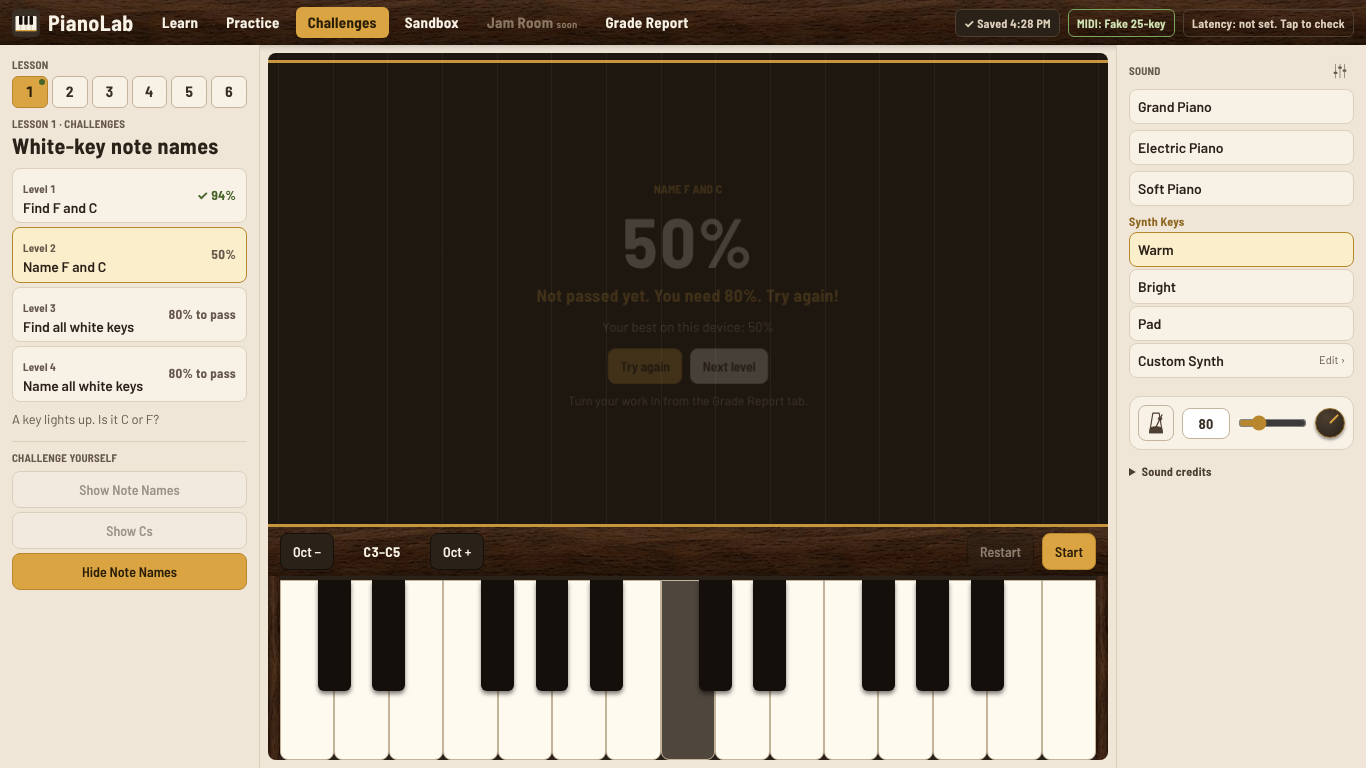 PianoLab
Learn
Practice
Challenges
Sandbox
Jam Room soon
Grade Report
✓ Saved 4:28 PM
MIDI: Fake 25-key
Latency: not set. Tap to check
LESSON
1
2
3
4
5
6
LESSON 1 · CHALLENGES
White-key note names
Level 1
Find F and C
✓ 94%
Level 2
Name F and C
50%
Level 3
Find all white keys
80% to pass
Level 4
Name all white keys
80% to pass
A key lights up. Is it C or F?
CHALLENGE YOURSELF
Show Note Names
Show Cs
Hide Note Names
NAME F AND C
50%
Not passed yet. You need 80%. Try again!
Your best on this device: 50%
Try again
Next level
Turn your work in from the Grade Report tab.
Oct −
C3–C5
Oct +
Restart
Start
SOUND
Grand Piano
Electric Piano
Soft Piano
Synth Keys
Warm
Bright
Pad
Custom Synth
Edit ›
80
Sound credits